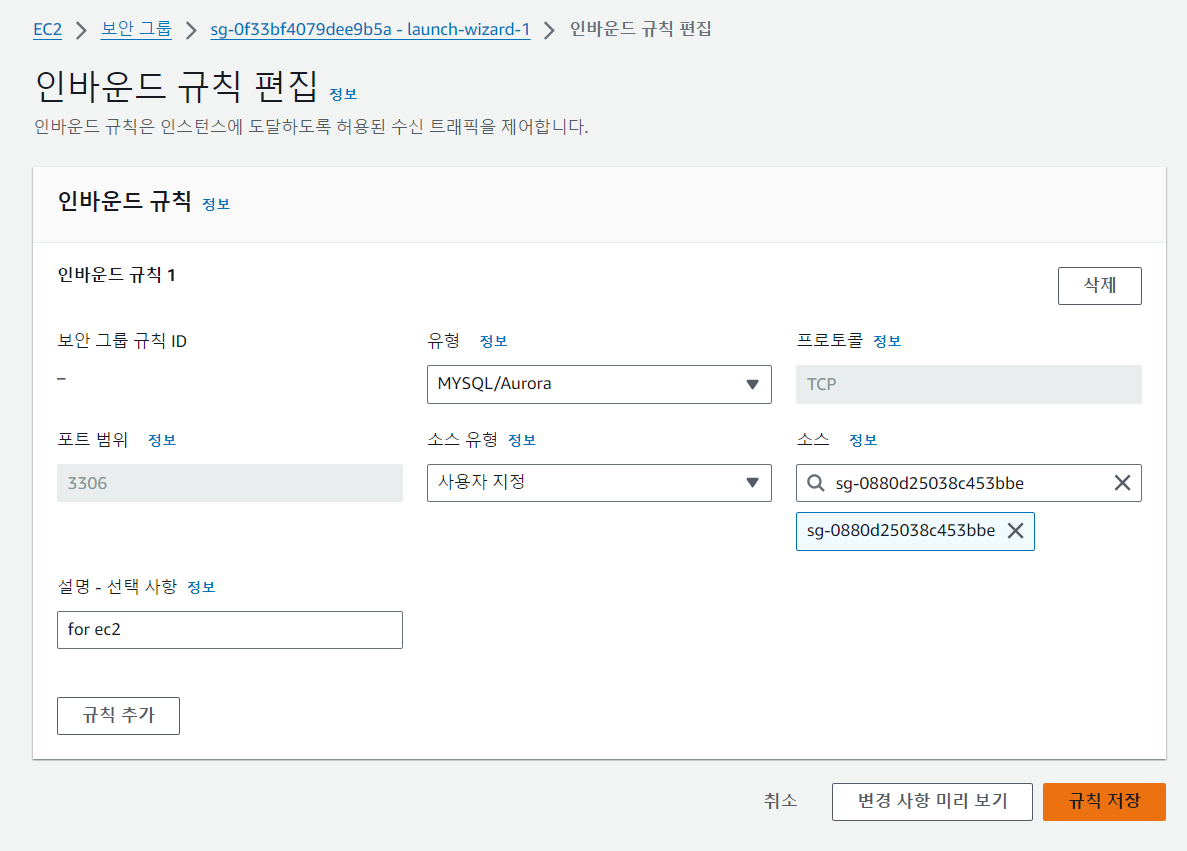 EC2 > 보안 그룹 > sg-0f33bf4079dee9b5a - launch-wizard-1 > 인바운드 규칙 편집
인바운드 규칙 편집 정보
인바운드 규칙은 인스턴스에 도달하도록 허용된 수신 트래픽을 제어합니다.
인바운드 규칙 정보
인바운드 규칙 1
삭제
보안 그룹 규칙 ID
–
유형 정보
MYSQL/Aurora
프로토콜 정보
TCP
포트 범위 정보
3306
소스 유형 정보
사용자 지정
소스 정보
sg-0880d25038c453bbe
sg-0880d25038c453bbe
설명 - 선택 사항 정보
for ec2
규칙 추가
취소
변경 사항 미리 보기
규칙 저장